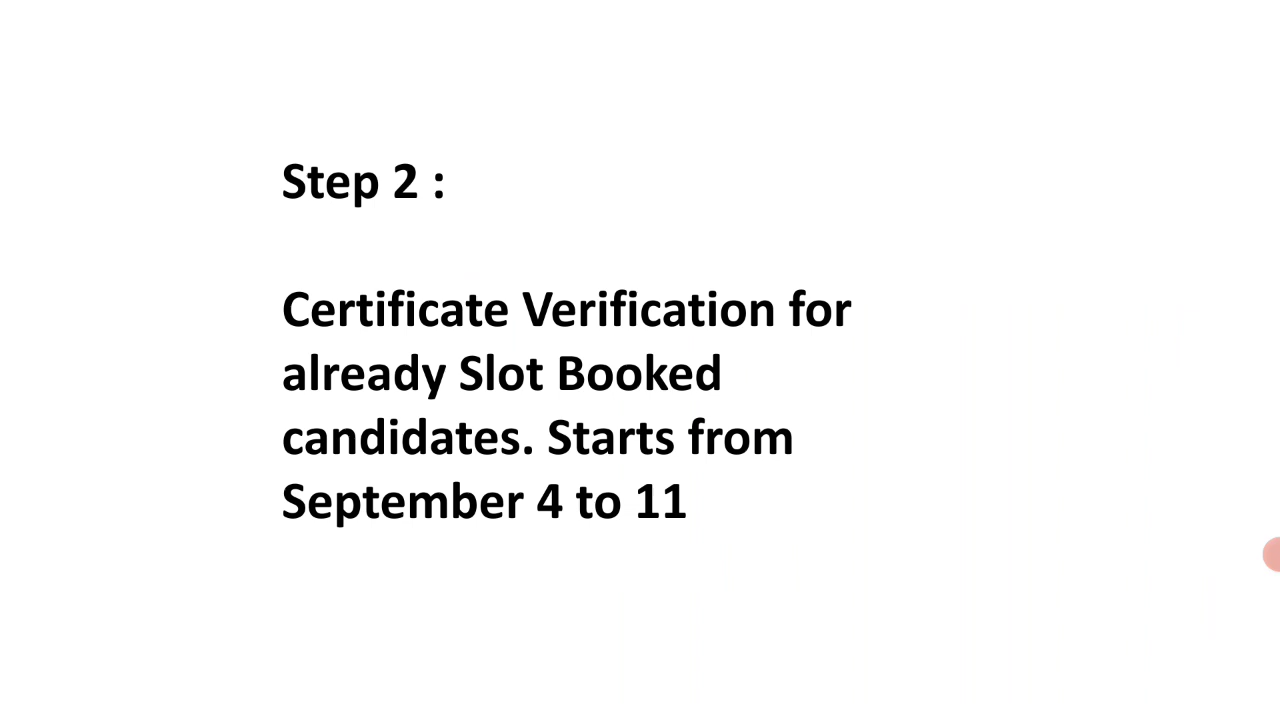 Step 2 :
Certificate Verification for
already Slot Booked
candidates. Starts from
September 4 to 11